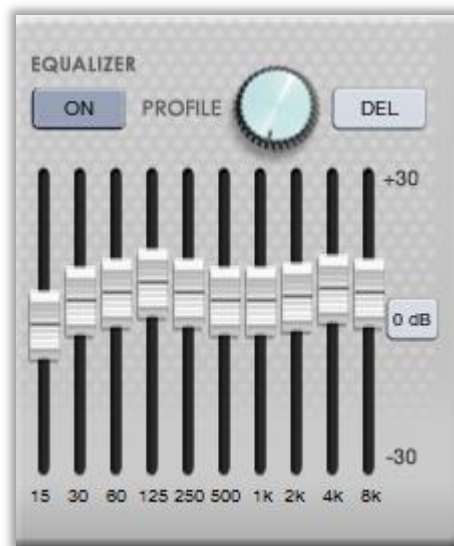 EQUALIZER
ON PROFILE DEL
+30
0 dB
-30
15 30 60 125 250 500 1k 2k 4k 8k